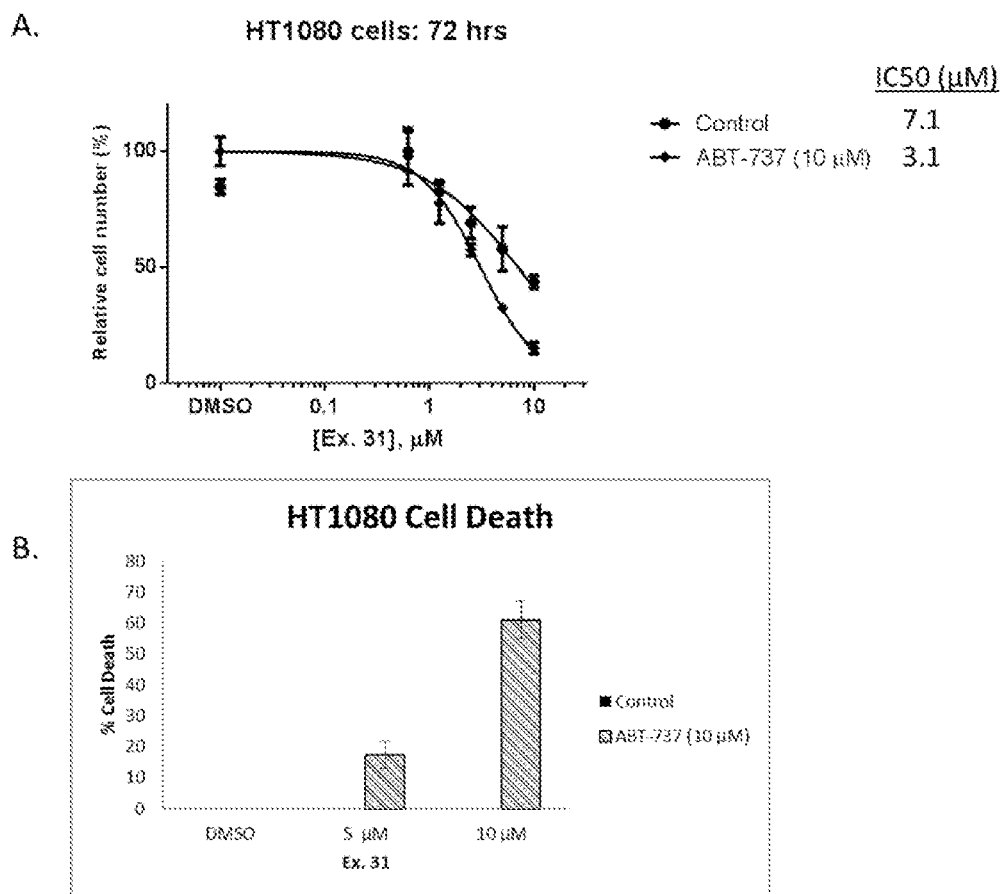 A.
HT1080 cells: 72 hrs
IC50 (μM)
Control 7.1
ABT-737 (10 μM) 3.1
Relative cell number (%)
100
50
0
DMSO 0.1 1 10
[Ex. 31], μM
B.
HT1080 Cell Death
% Cell Death
80
70
60
50
40
30
20
10
0
DMSO 5 μM 10 μM
Ex. 31
Control
ABT-737 (10 μM)